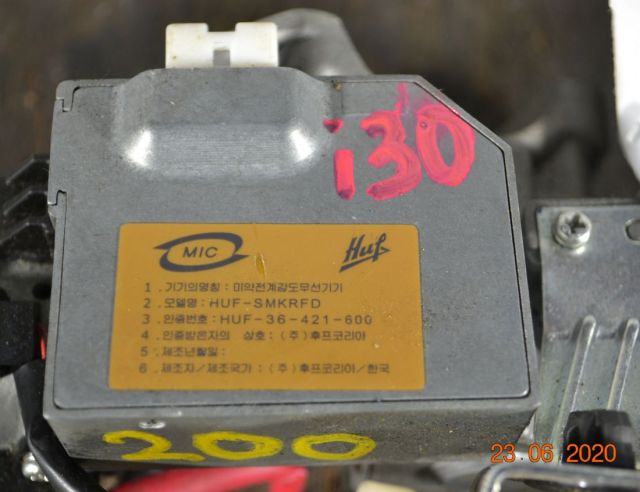 i30
MIC Huf
1. 기기의명칭 : 미약전계강도무선기기
2. 모델명 : HUF-SMKRFD
3. 인증번호 : HUF-36-421-600
4. 인증받은자의 상호 : (주)후프코리아
5. 제조년월일 :
6. 제조자/제조국가 : (주)후프코리아/한국
200
23 06 2020